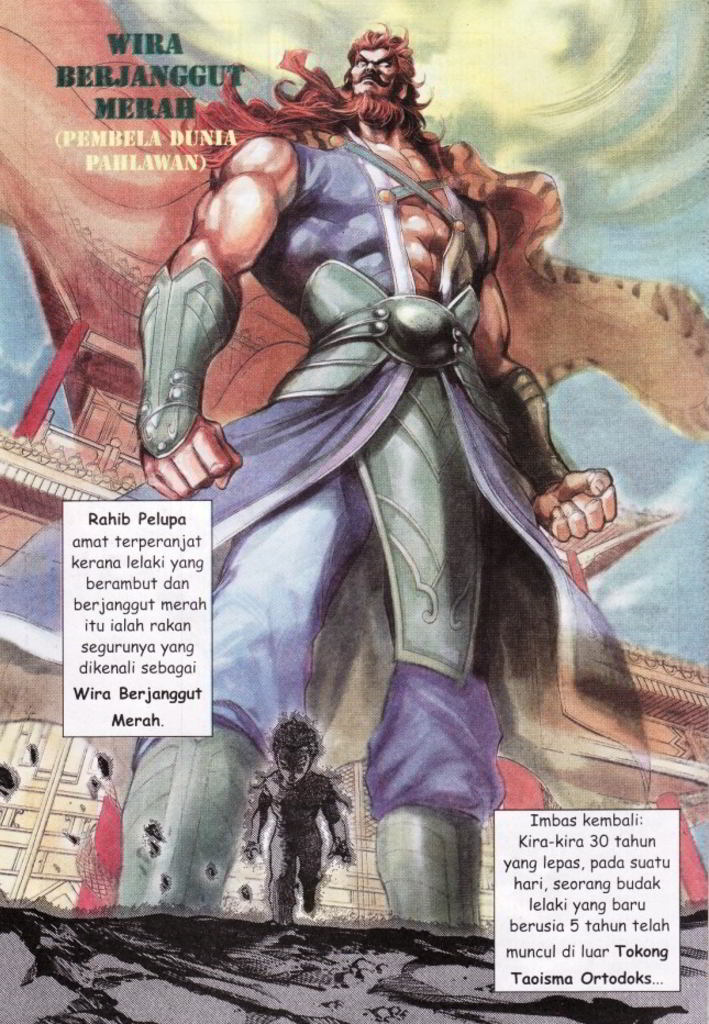 WIRA
BERJANGGUT
MERAH
(PEMBELA DUNIA
PAHLAWAN)
Rahib Pelupa
amat terperanjat
kerana lelaki yang
berambut dan
berjanggut merah
itu ialah rakan
segurunya yang
dikenali sebagai
Wira Berjanggut
Merah.
Imbas kembali:
Kira-kira 30 tahun
yang lepas, pada suatu
hari, seorang budak
lelaki yang baru
berusia 5 tahun telah
muncul di luar Tokong
Taoisma Ortodoks...